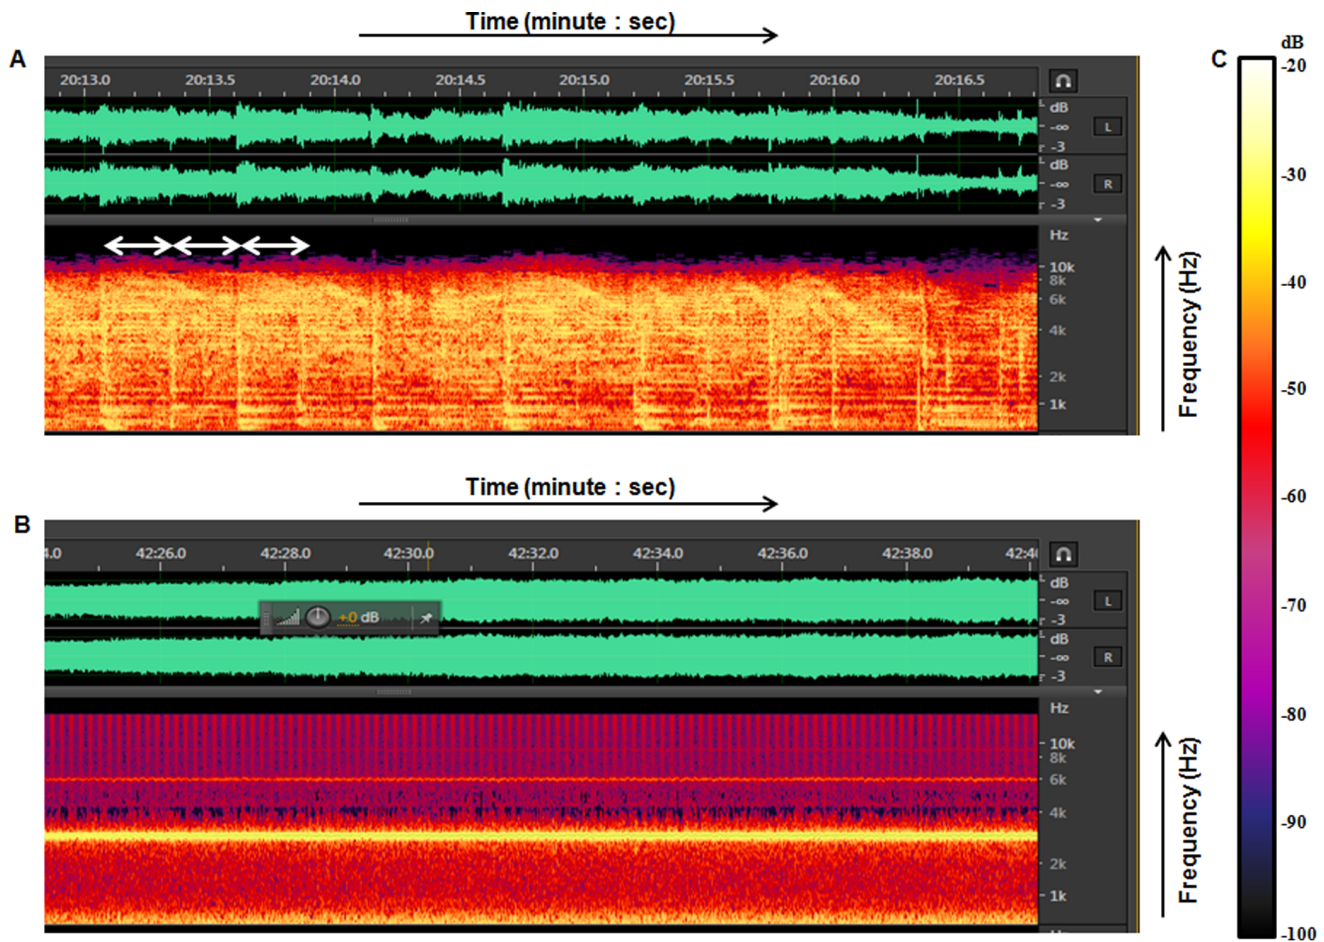 Time (minute : sec)
A
20:13.0 20:13.5 20:14.0 20:14.5 20:15.0 20:15.5 20:16.0 20:16.5
dB
-∞ L
-3
dB
-∞ R
-3
Hz
10k
8k
6k
4k
2k
1k
Frequency (Hz)
Time (minute : sec)
B
4.0 42:26.0 42:28.0 42:30.0 42:32.0 42:34.0 42:36.0 42:38.0 42:40
dB
-∞ L
-3
+0 dB
dB
-∞ R
-3
Hz
10k
8k
6k
4k
2k
1k
Frequency (Hz)
C
dB
-20
-30
-40
-50
-60
-70
-80
-90
-100